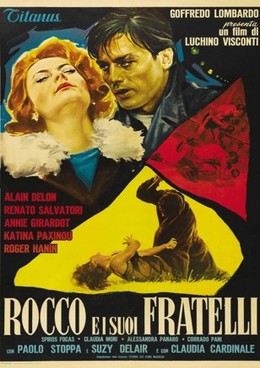 Titanus
GOFFREDO LOMBARDO
presenta
un film di
LUCHINO VISCONTI
ALAIN DELON
RENATO SALVATORI
ANNIE GIRARDOT
KATINA PAXINOU
ROGER HANIN
ROCCO E I SUOI FRATELLI
SPIROS FOCAS - CLAUDIA MORI - ALESSANDRA PANARO - CORRADO PANI
CON PAOLO STOPPA E SUZY DELAIR E CON CLAUDIA CARDINALE